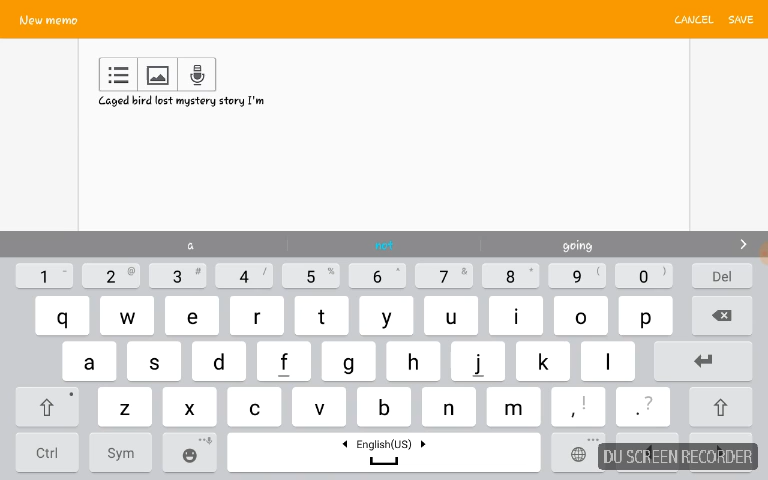 New memo CANCEL SAVE
Caged bird lost mystery story I'm
a not going >
1 - 2 @ 3 # 4 / 5 % 6 ^ 7 & 8 * 9 ( 0 ) Del
q w e r t y u i o p
a s d f g h j k l
z x c v b n m , ! . ?
Ctrl Sym English(US)
DU SCREEN RECORDER